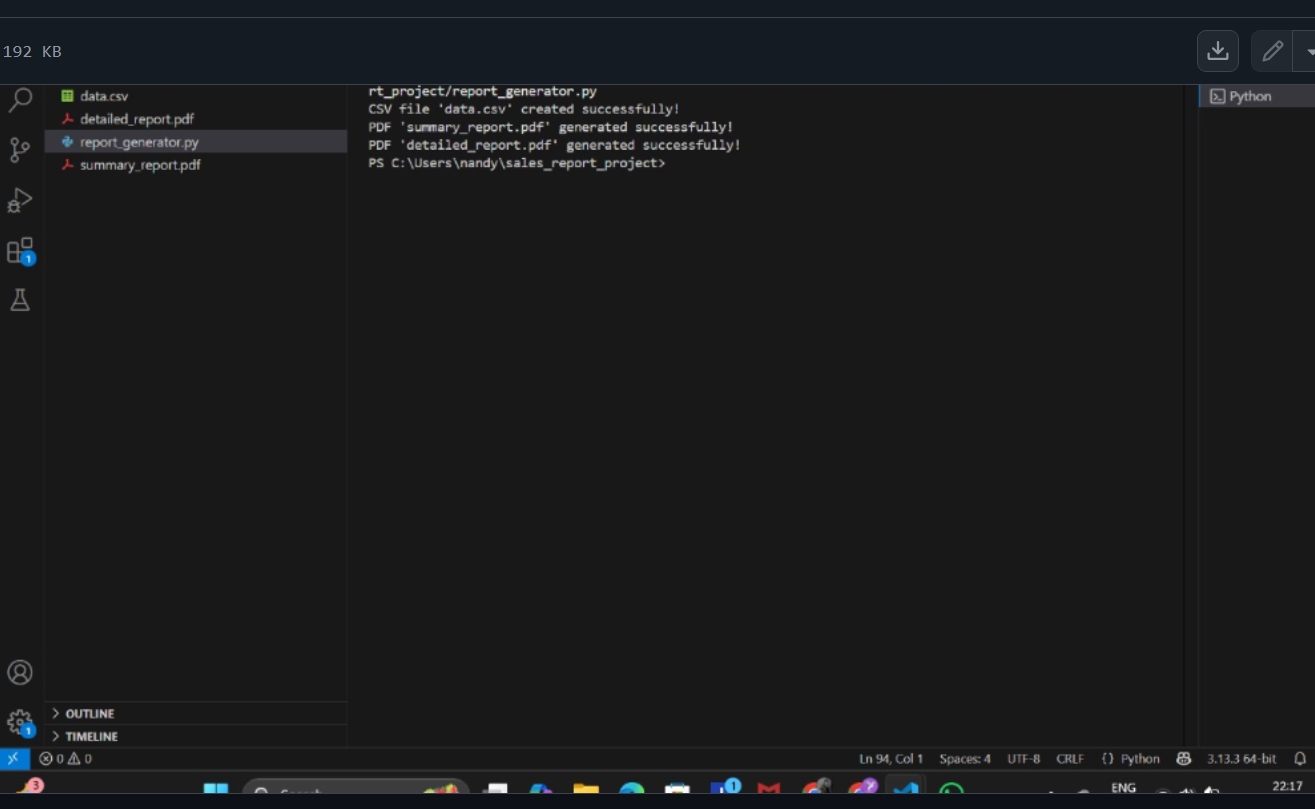 192 KB
data.csv
detailed_report.pdf
report_generator.py
summary_report.pdf
rt_project/report_generator.py
CSV file 'data.csv' created successfully!
PDF 'summary_report.pdf' generated successfully!
PDF 'detailed_report.pdf' generated successfully!
PS C:\Users\nandy\sales_report_project>
Python
1
OUTLINE
1
TIMELINE
0 0
Ln 94, Col 1 Spaces: 4 UTF-8 CRLF {} Python 3.13.3 64-bit
3
Search
1
ENG
22:17